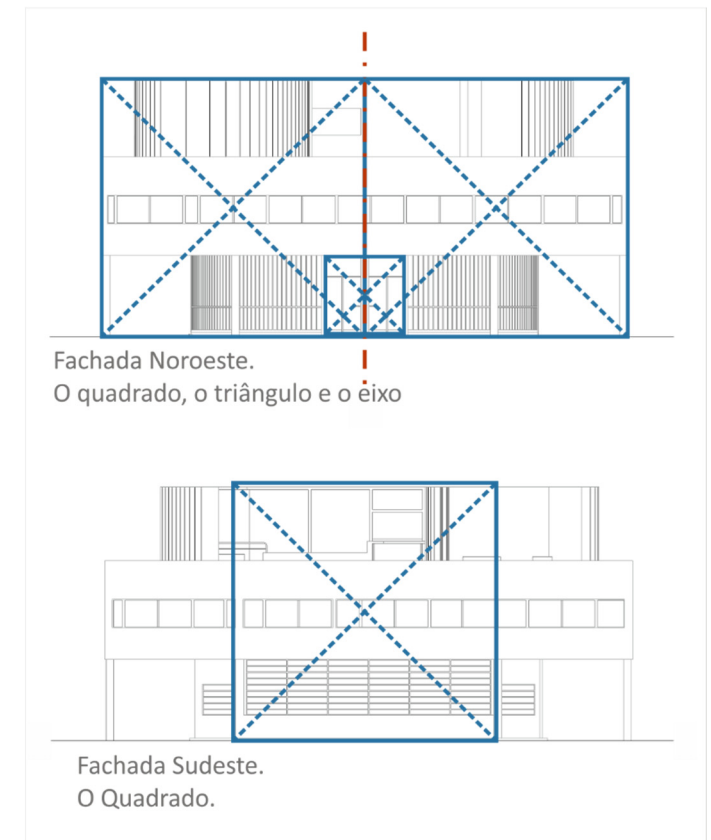 Fachada Noroeste.
O quadrado, o triângulo e o eixo
Fachada Sudeste.
O Quadrado.